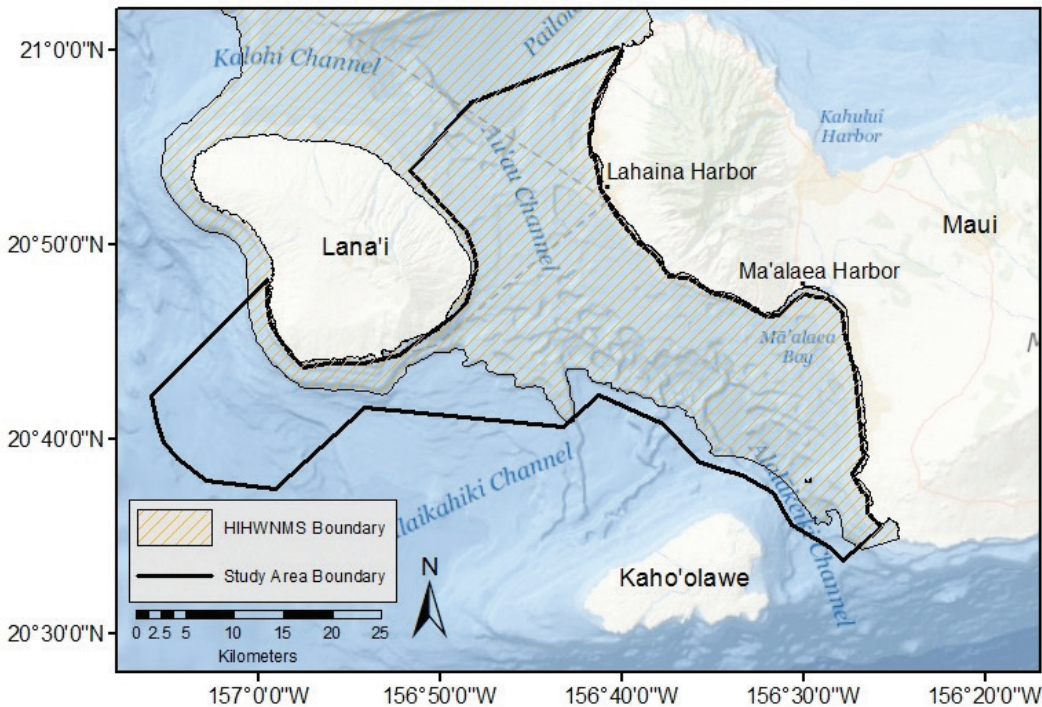 21°0'0"N
20°50'0"N
20°40'0"N
20°30'0"N
Kalohi Channel
Au'au Channel
Kahului
Harbor
Lahaina Harbor
Maui
Lana'i
Ma'alaea Harbor
Mā'alaea
Bay
Channel
Alalakeiki Channel
Kaho'olawe
HIHWNMS Boundary
Study Area Boundary
N
0 2.5 5 10 15 20 25
Kilometers
157°0'0"W
156°50'0"W
156°40'0"W
156°30'0"W
156°20'0"W